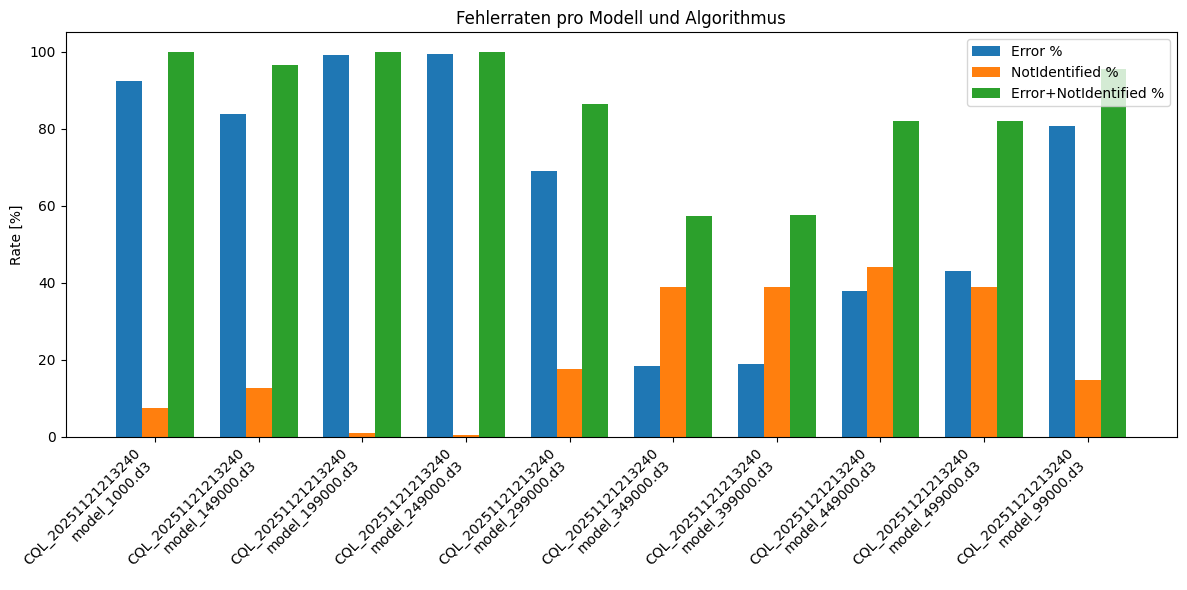 Fehlerraten pro Modell und Algorithmus
Error %
NotIdentified %
Error+NotIdentified %
Rate [%]
100
80
60
40
20
0
CQL_20251121213240
model_1000.d3
CQL_20251121213240
model_149000.d3
CQL_20251121213240
model_199000.d3
CQL_20251121213240
model_249000.d3
CQL_20251121213240
model_299000.d3
CQL_20251121213240
model_349000.d3
CQL_20251121213240
model_399000.d3
CQL_20251121213240
model_449000.d3
CQL_20251121213240
model_499000.d3
CQL_20251121213240
model_99000.d3